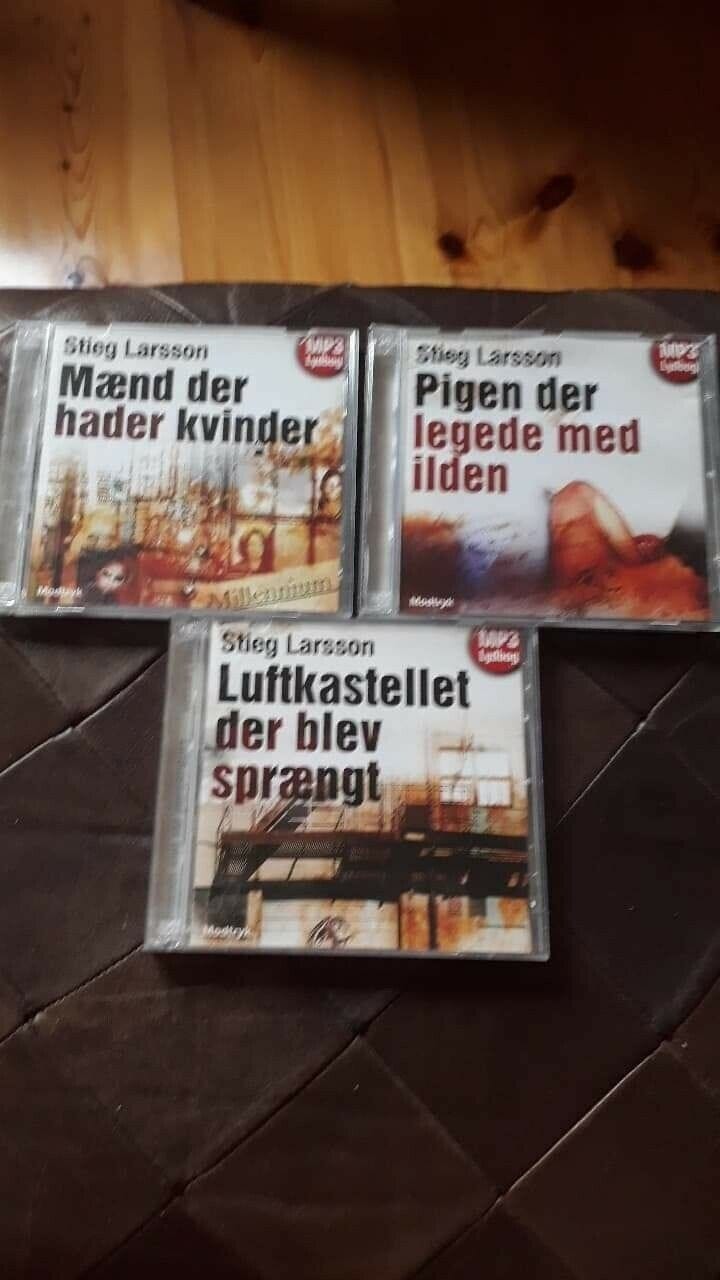 Stieg Larsson
MP3
Lydbog
Mænd der
hader kvinder
Millennium
Modtryk
Stieg Larsson
MP3
Lydbog
Pigen der
legede med
ilden
Modtryk
Stieg Larsson
MP3
Lydbog
Luftkastellet
der blev
sprængt
Modtryk